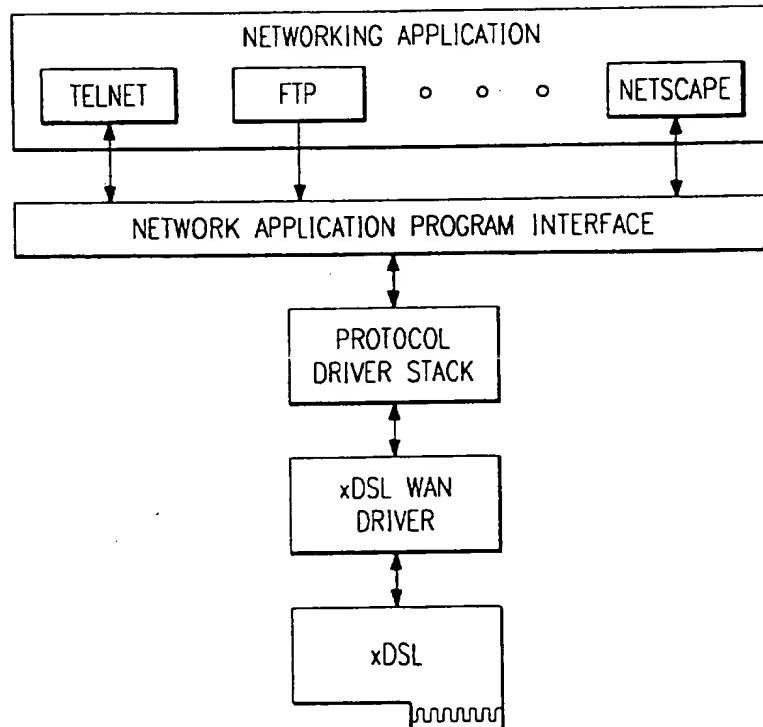 NETWORKING APPLICATION
TELNET
FTP
NETSCAPE
NETWORK APPLICATION PROGRAM INTERFACE
PROTOCOL
DRIVER STACK
xDSL WAN
DRIVER
xDSL